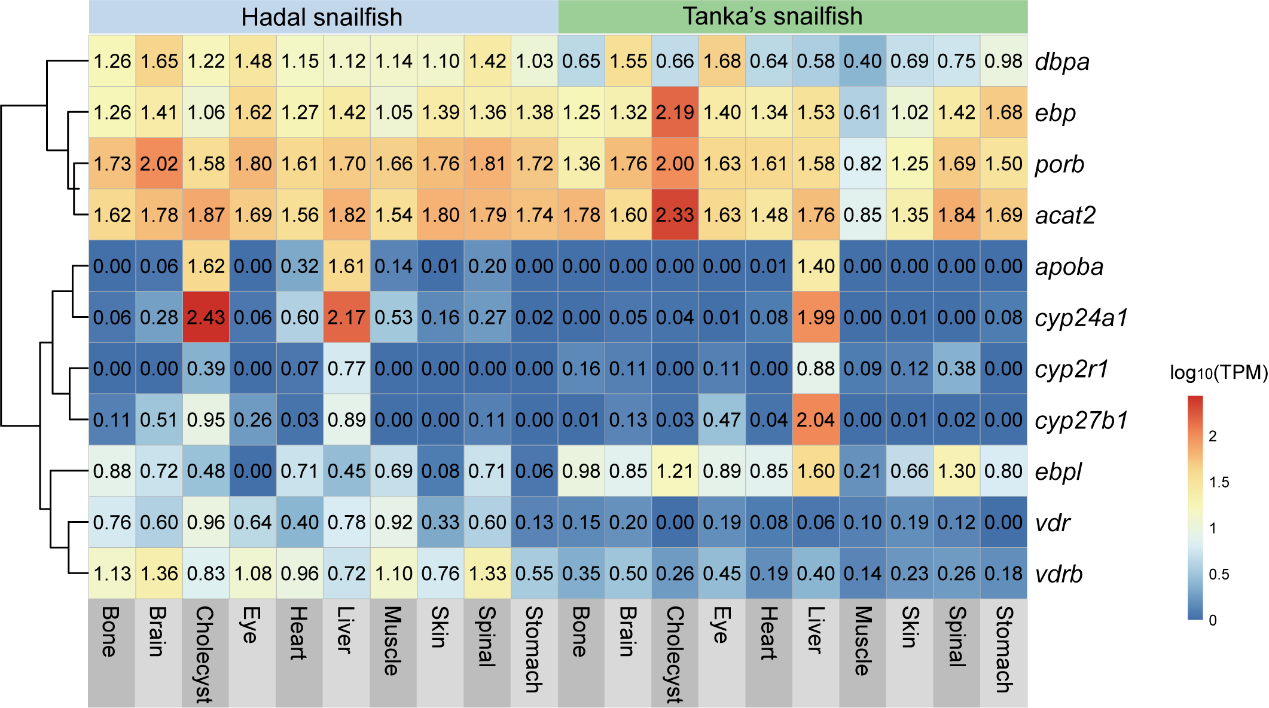 Hadal snailfish Tanka's snailfish
1.26 1.65 1.22 1.48 1.15 1.12 1.14 1.10 1.42 1.03 0.65 1.55 0.66 1.68 0.64 0.58 0.40 0.69 0.75 0.98 dbpa
1.26 1.41 1.06 1.62 1.27 1.42 1.05 1.39 1.36 1.38 1.25 1.32 2.19 1.40 1.34 1.53 0.61 1.02 1.42 1.68 ebp
1.73 2.02 1.58 1.80 1.61 1.70 1.66 1.76 1.81 1.72 1.36 1.76 2.00 1.63 1.61 1.58 0.82 1.25 1.69 1.50 porb
1.62 1.78 1.87 1.69 1.56 1.82 1.54 1.80 1.79 1.74 1.78 1.60 2.33 1.63 1.48 1.76 0.85 1.35 1.84 1.69 acat2
0.00 0.06 1.62 0.00 0.32 1.61 0.14 0.01 0.20 0.00 0.00 0.00 0.00 0.00 0.01 1.40 0.00 0.00 0.00 0.00 apoba
0.06 0.28 2.43 0.06 0.60 2.17 0.53 0.16 0.27 0.02 0.00 0.05 0.04 0.01 0.08 1.99 0.00 0.01 0.00 0.08 cyp24a1
0.00 0.00 0.39 0.00 0.07 0.77 0.00 0.00 0.00 0.00 0.16 0.11 0.00 0.11 0.00 0.88 0.09 0.12 0.38 0.00 cyp2r1
0.11 0.51 0.95 0.26 0.03 0.89 0.00 0.00 0.11 0.00 0.01 0.13 0.03 0.47 0.04 2.04 0.00 0.01 0.02 0.00 cyp27b1
0.88 0.72 0.48 0.00 0.71 0.45 0.69 0.08 0.71 0.06 0.98 0.85 1.21 0.89 0.85 1.60 0.21 0.66 1.30 0.80 ebpl
0.76 0.60 0.96 0.64 0.40 0.78 0.92 0.33 0.60 0.13 0.15 0.20 0.00 0.19 0.08 0.06 0.10 0.19 0.12 0.00 vdr
1.13 1.36 0.83 1.08 0.96 0.72 1.10 0.76 1.33 0.55 0.35 0.50 0.26 0.45 0.19 0.40 0.14 0.23 0.26 0.18 vdrb
Bone Brain Cholecyst Eye Heart Liver Muscle Skin Spinal Stomach Bone Brain Cholecyst Eye Heart Liver Muscle Skin Spinal Stomach
log10(TPM)
2
1.5
1
0.5
0